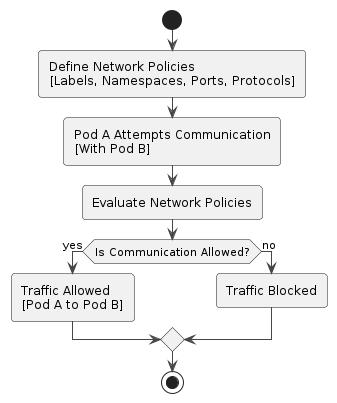 Define Network Policies
[Labels, Namespaces, Ports, Protocols]
Pod A Attempts Communication
[With Pod B]
Evaluate Network Policies
Is Communication Allowed?
yes
no
Traffic Allowed
[Pod A to Pod B]
Traffic Blocked